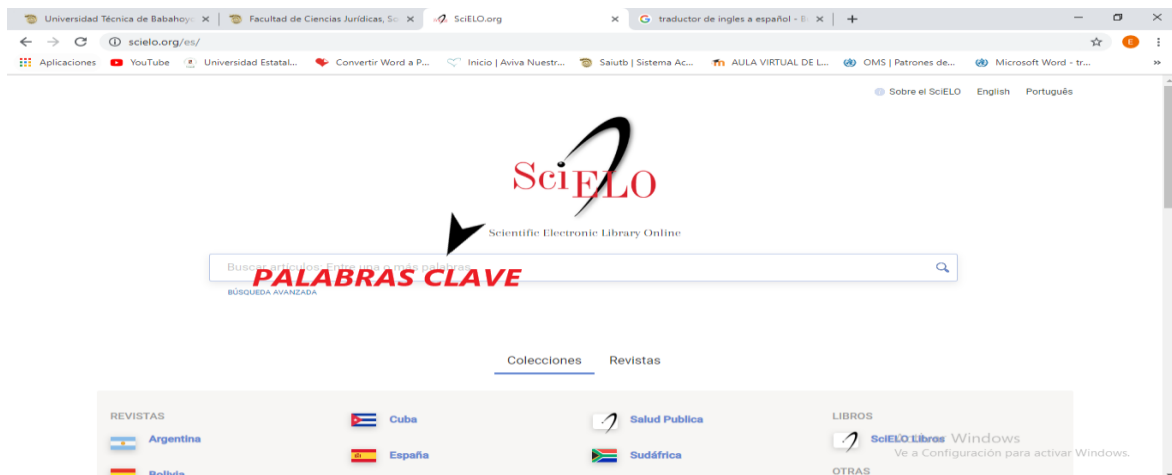 Universidad Técnica de Babahoyo
Facultad de Ciencias Jurídicas, So
SciELO.org
traductor de ingles a español - B
scielo.org/es/
E
Aplicaciones
YouTube
Universidad Estatal...
Convertir Word a P...
Inicio | Aviva Nuestr...
Saiutb | Sistema Ac...
AULA VIRTUAL DE L...
OMS | Patrones de...
Microsoft Word - tr...
Sobre el SciELO English Português
SciELO
Scientific Electronic Library Online
Buscar artículos: Entre una o más palabras
PALABRAS CLAVE
BÚSQUEDA AVANZADA
Colecciones Revistas
REVISTAS
Argentina
Bolivia
Cuba
España
Salud Publica
Sudáfrica
LIBROS
SciELO Libros
OTRAS
Windows
Ve a Configuración para activar Windows.